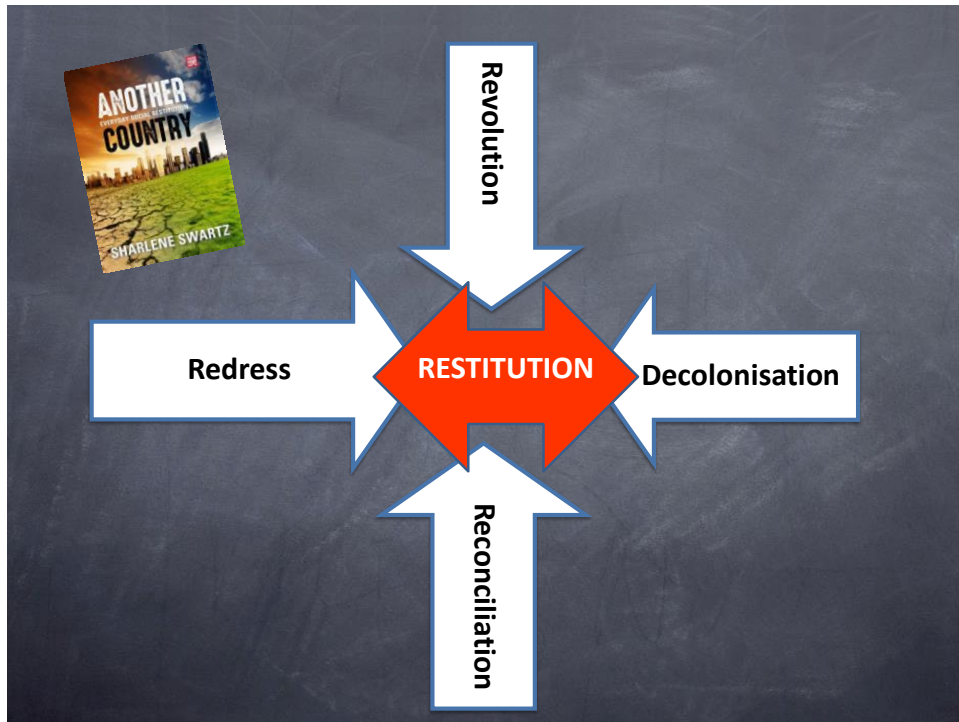 ANOTHER
EVERYDAY SOCIAL RESTITUTION
COUNTRY
SHARLENE SWARTZ
Revolution
Redress
RESTITUTION
Decolonisation
Reconciliation